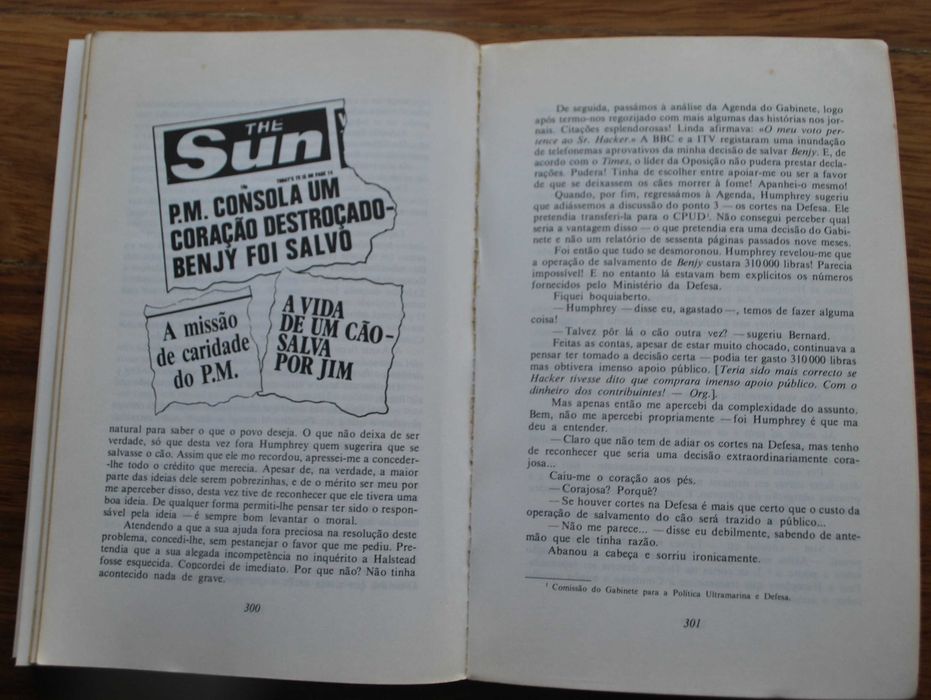 THE
Sun
TODAY'S TV IS ON PAGE 14
P.M. CONSOLA UM
CORAÇÃO DESTROÇADO-
BENJY FOI SALVO
A missão
de caridade
do P.M.
A VIDA
DE UM CÃO-
SALVA
POR JIM
natural para saber o que o povo deseja. O que não deixa de ser
verdade, só que desta vez fora Humphrey quem sugerira que se
salvasse o cão. Assim que ele mo recordou, apressei-me a conceder-
-lhe todo o crédito que merecia. Apesar de, na verdade, a maior
parte das ideias dele serem pobrezinhas, e de o mérito ser meu por
me aperceber disso, desta vez tive de reconhecer que ele tivera uma
boa ideia. De qualquer forma permiti-lhe pensar ter sido o respon-
sável pela ideia — é sempre bom levantar o moral.
Atendendo a que a sua ajuda fora preciosa na resolução deste
problema, concedi-lhe, sem pestanejar o favor que me pediu. Pre-
tendia que a sua alegada incompetência no inquérito a Halstead
fosse esquecida. Concordei de imediato. Por que não? Não tinha
acontecido nada de grave.
300
De seguida, passámos à análise da Agenda do Gabinete, logo
após termo-nos regozijado com mais algumas das histórias nos jor-
nais. Citações esplendorosas! Linda afirmava: «O meu voto per-
tence ao Sr. Hacker.» A BBC e a ITV registaram uma inundação
de telefonemas aprovativos da minha decisão de salvar Benjy. E, de
acordo com o Times, o líder da Oposição não pudera prestar decla-
rações. Pudera! Tinha de escolher entre apoiar-me ou ser a favor
de que se deixassem os cães morrer à fome! Apanhei-o mesmo!
Quando, por fim, regressámos à Agenda, Humphrey sugeriu
que adiássemos a discussão do ponto 3 — os cortes na Defesa. Ele
pretendia transferi-la para o CPUD¹. Não consegui perceber qual
seria a vantagem disso — o que pretendia era uma decisão do Gabi-
nete e não um relatório de sessenta páginas passados nove meses.
Foi então que tudo se desmoronou. Humphrey revelou-me que
a operação de salvamento de Benjy custara 310 000 libras! Parecia
impossível! E no entanto lá estavam bem explícitos os números
fornecidos pelo Ministério da Defesa.
Fiquei boquiaberto.
— Humphrey — disse eu, agastado —, temos de fazer alguma
coisa!
— Talvez pôr lá o cão outra vez? — sugeriu Bernard.
Feitas as contas, apesar de estar muito chocado, continuava a
pensar ter tomado a decisão certa — podia ter gasto 310 000 libras
mas obtivera imenso apoio público. [Teria sido mais correcto se
Hacker tivesse dito que comprara imenso apoio público. Com o
dinheiro dos contribuintes! — Org.].
Mas apenas então me apercebi da complexidade do assunto.
Bem, não me apercebi propriamente — foi Humphrey é que ma
deu a entender.
— Claro que não tem de adiar os cortes na Defesa, mas tenho
de reconhecer que seria uma decisão extraordinariamente cora-
josa...
Caiu-me o coração aos pés.
— Corajosa? Porquê?
— Se houver cortes na Defesa é mais que certo que o custo da
operação de salvamento do cão será trazido a público...
— Não me parece... — disse eu debilmente, sabendo de ante-
mão que ele tinha razão.
Abanou a cabeça e sorriu ironicamente.
¹ Comissão do Gabinete para a Política Ultramarina e Defesa.
301